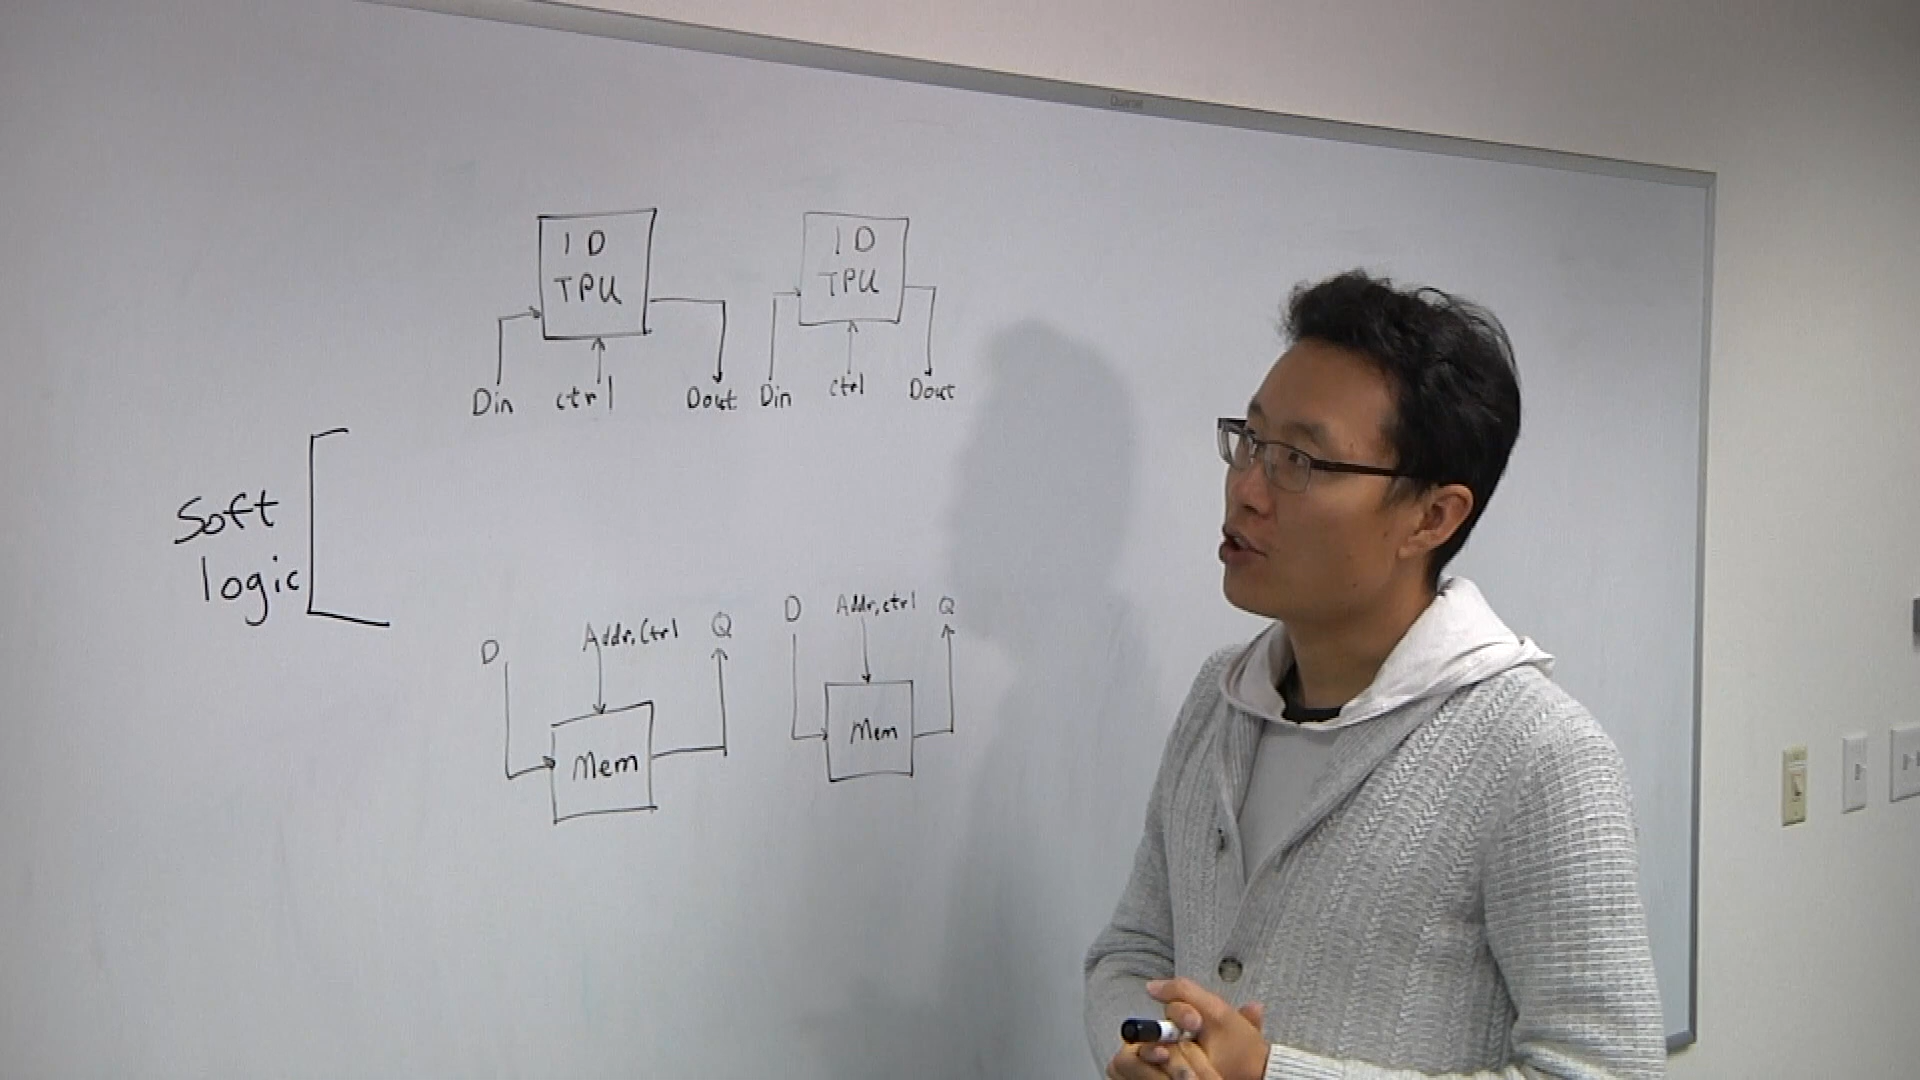 1D
TPU
1D
TPU
Din ctrl Dout Din ctrl Dout
Soft
logic
D Addr, Ctrl Q D Addr, ctrl Q
Mem Mem